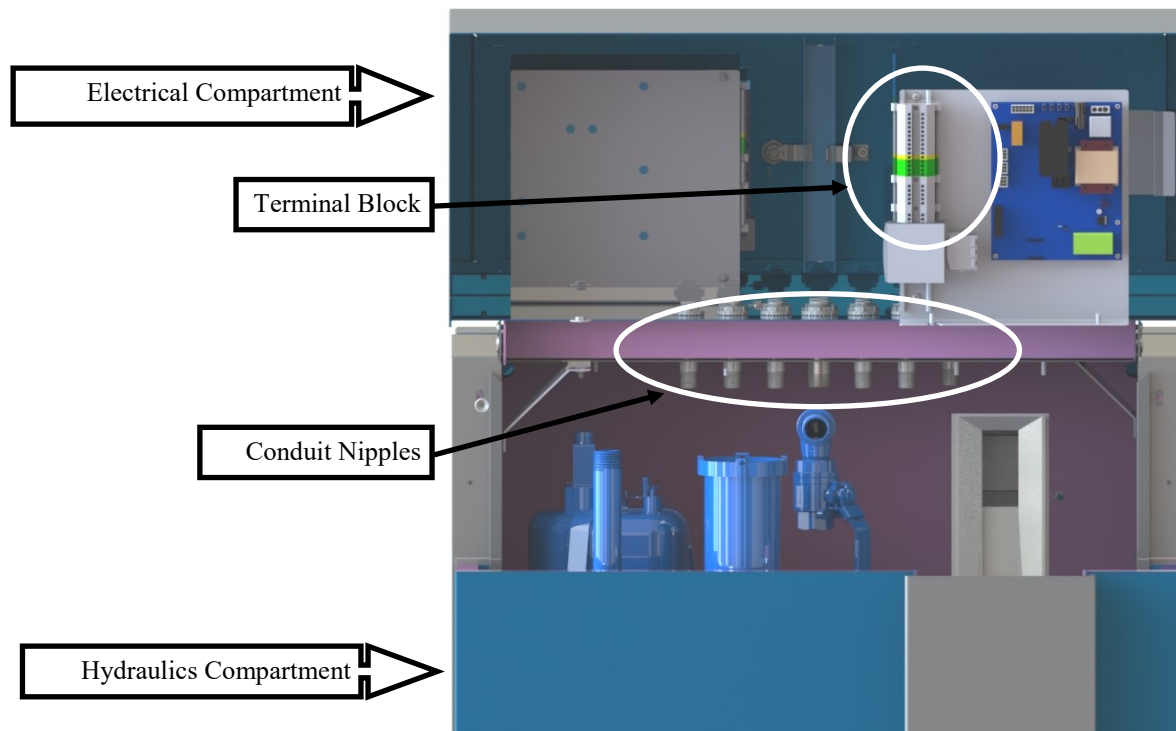 Electrical Compartment
Terminal Block
Conduit Nipples
Hydraulics Compartment